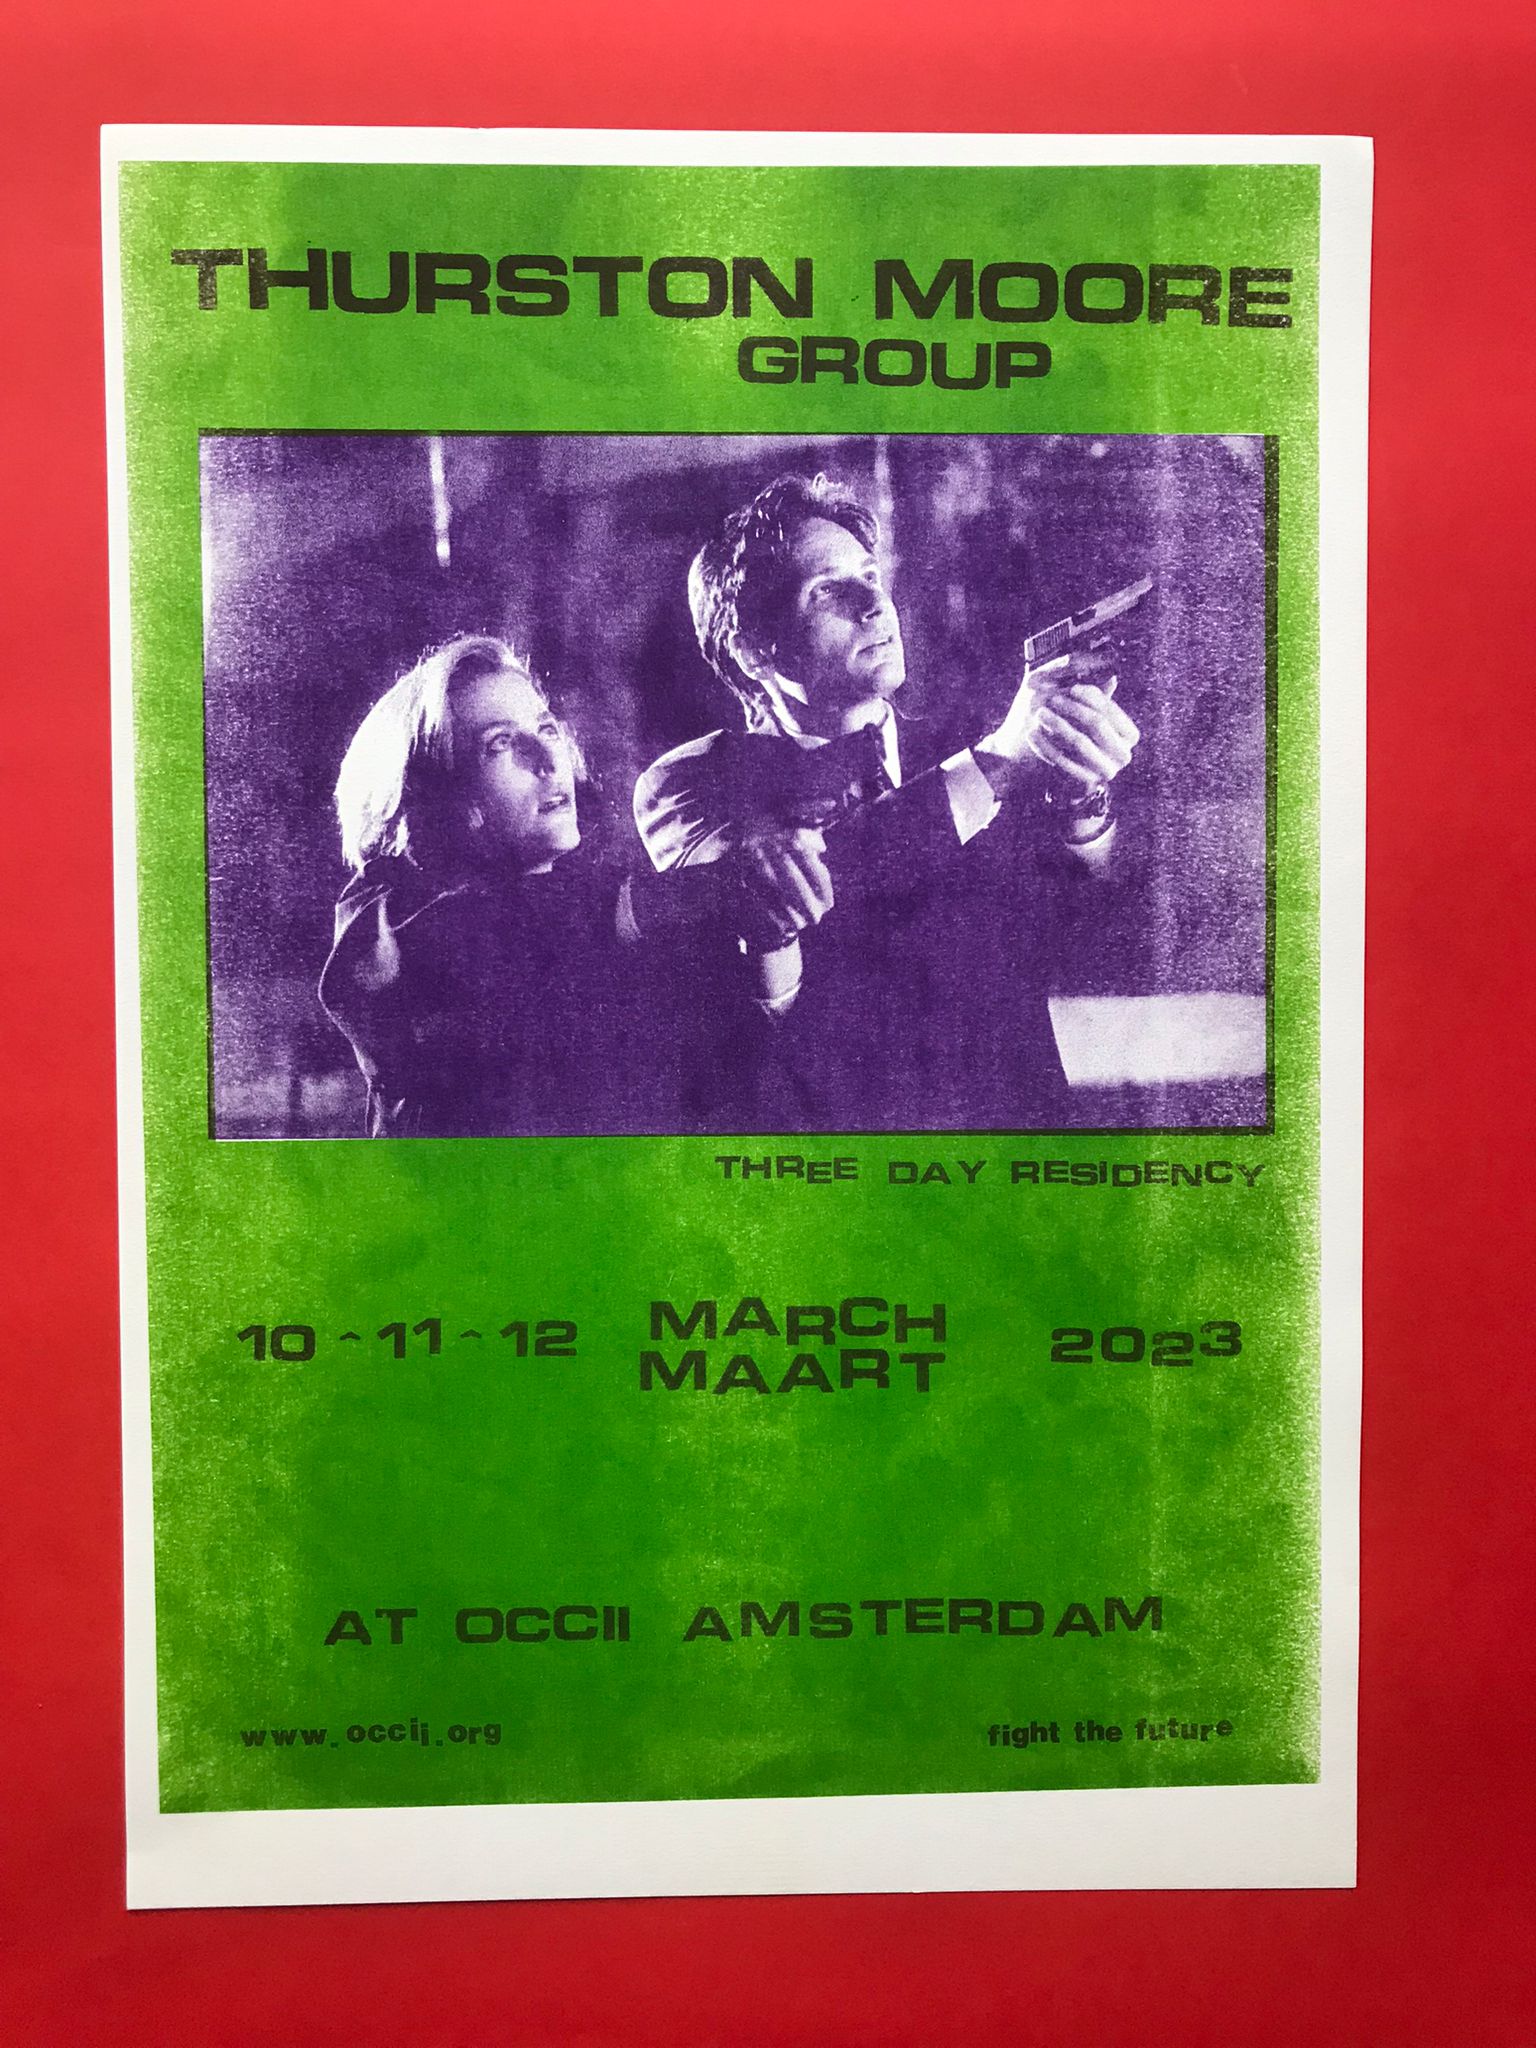 THURSTON MOORE
GROUP
THREE DAY RESIDENCY
10 ^ 11 ^ 12 MARCH MAART 2023
AT OCCII AMSTERDAM
www.occii.org
fight the future